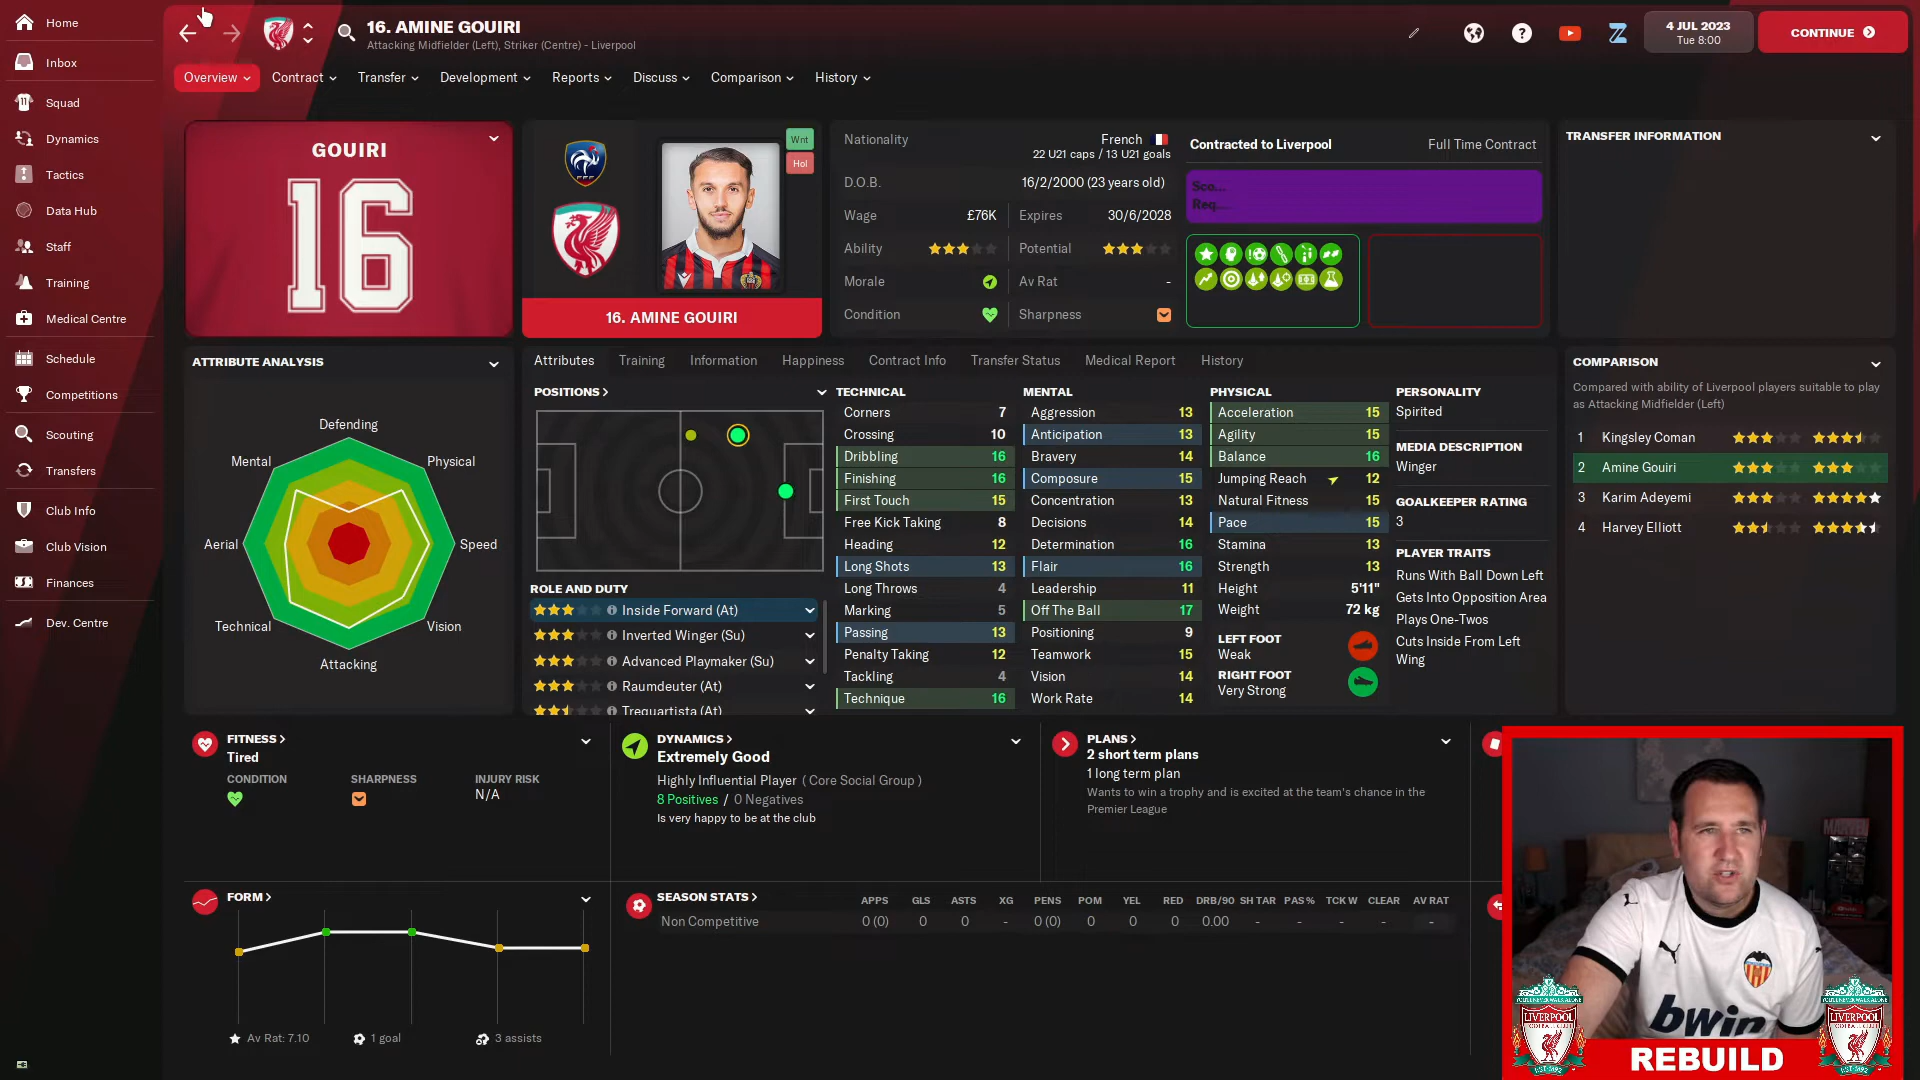 Home
Inbox
Squad
Dynamics
Tactics
Data Hub
Staff
Training
Medical Centre
Schedule
Competitions
Scouting
Transfers
Club Info
Club Vision
Finances
Dev. Centre
16. AMINE GOUIRI
Attacking Midfielder (Left), Striker (Centre) - Liverpool
4 JUL 2023
Tue 8:00
CONTINUE
Overview Contract Transfer Development Reports Discuss Comparison History
GOUIRI
16
Wnt
Hol
16. AMINE GOUIRI
Nationality French
22 U21 caps / 13 U21 goals
D.O.B. 16/2/2000 (23 years old)
Wage £76K Expires 30/6/2028
Ability Potential
Morale Av Rat -
Condition Sharpness
Contracted to Liverpool Full Time Contract
Sco...
Req...
TRANSFER INFORMATION
ATTRIBUTE ANALYSIS
Defending
Mental Physical
Aerial Speed
Technical Vision
Attacking
Attributes Training Information Happiness Contract Info Transfer Status Medical Report History
POSITIONS >
ROLE AND DUTY
Inside Forward (At)
Inverted Winger (Su)
Advanced Playmaker (Su)
Raumdeuter (At)
Trequartista (At)
TECHNICAL
Corners 7
Crossing 10
Dribbling 16
Finishing 16
First Touch 15
Free Kick Taking 8
Heading 12
Long Shots 13
Long Throws 4
Marking 5
Passing 13
Penalty Taking 12
Tackling 4
Technique 16
MENTAL
Aggression 13
Anticipation 13
Bravery 14
Composure 15
Concentration 13
Decisions 14
Determination 16
Flair 16
Leadership 11
Off The Ball 17
Positioning 9
Teamwork 15
Vision 14
Work Rate 14
PHYSICAL
Acceleration 15
Agility 15
Balance 16
Jumping Reach 12
Natural Fitness 15
Pace 15
Stamina 13
Strength 13
Height 5'11"
Weight 72 kg
LEFT FOOT
Weak
RIGHT FOOT
Very Strong
PERSONALITY
Spirited
MEDIA DESCRIPTION
Winger
GOALKEEPER RATING
3
PLAYER TRAITS
Runs With Ball Down Left
Gets Into Opposition Area
Plays One-Twos
Cuts Inside From Left
Wing
COMPARISON
Compared with ability of Liverpool players suitable to play
as Attacking Midfielder (Left)
1 Kingsley Coman
2 Amine Gouiri
3 Karim Adeyemi
4 Harvey Elliott
FITNESS >
Tired
CONDITION SHARPNESS INJURY RISK
N/A
DYNAMICS >
Extremely Good
Highly Influential Player ( Core Social Group )
8 Positives / 0 Negatives
Is very happy to be at the club
PLANS >
2 short term plans
1 long term plan
Wants to win a trophy and is excited at the team's chance in the
Premier League
FORM >
Av Rat: 7.10 1 goal 3 assists
SEASON STATS > APPS GLS ASTS XG PENS POM YEL RED DRB/90 SH TAR PAS % TCK W CLEAR AV RAT
Non Competitive 0 (0) 0 0 - 0 (0) 0 0 0 0.00 - - - - -
bwin
LIVERPOOL
FOOTBALL CLUB
EST·1892
LIVERPOOL
FOOTBALL CLUB
EST·1892
REBUILD